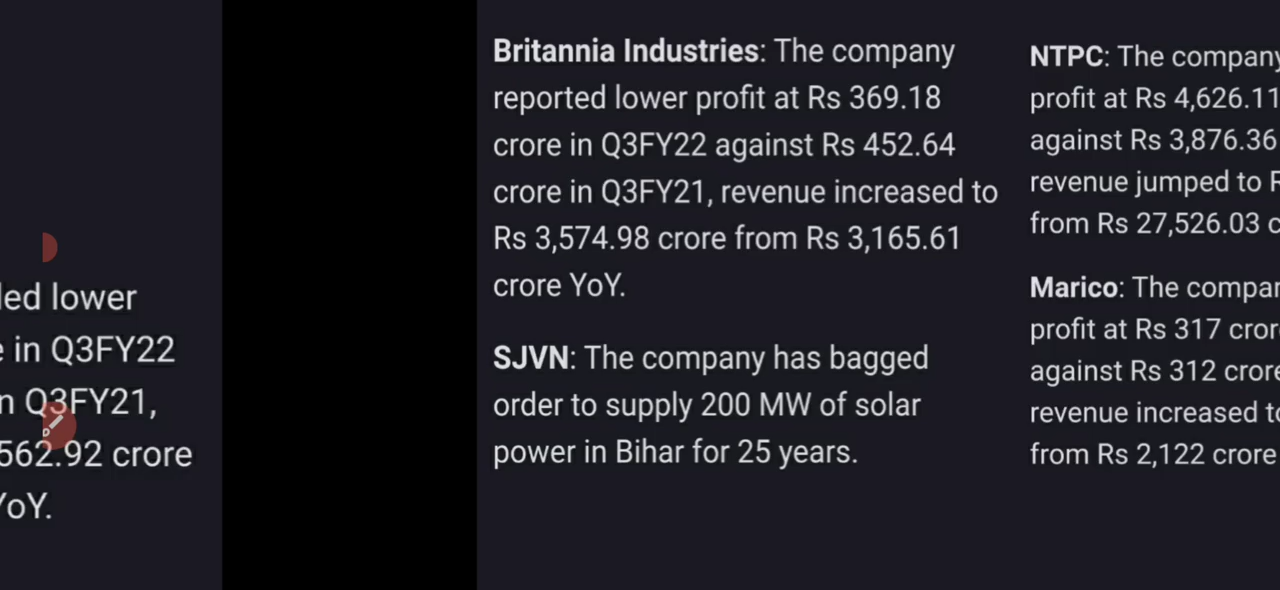 lower
in Q3FY22
Q3FY21,
562.92 crore
YoY.
Britannia Industries: The company
reported lower profit at Rs 369.18
crore in Q3FY22 against Rs 452.64
crore in Q3FY21, revenue increased to
Rs 3,574.98 crore from Rs 3,165.61
crore YoY.
SJVN: The company has bagged
order to supply 200 MW of solar
power in Bihar for 25 years.
NTPC: The company
profit at Rs 4,626.11
against Rs 3,876.36
revenue jumped to
from Rs 27,526.03
Marico: The
profit at Rs 317
against Rs 312 crore
revenue increased
from Rs 2,122 crore